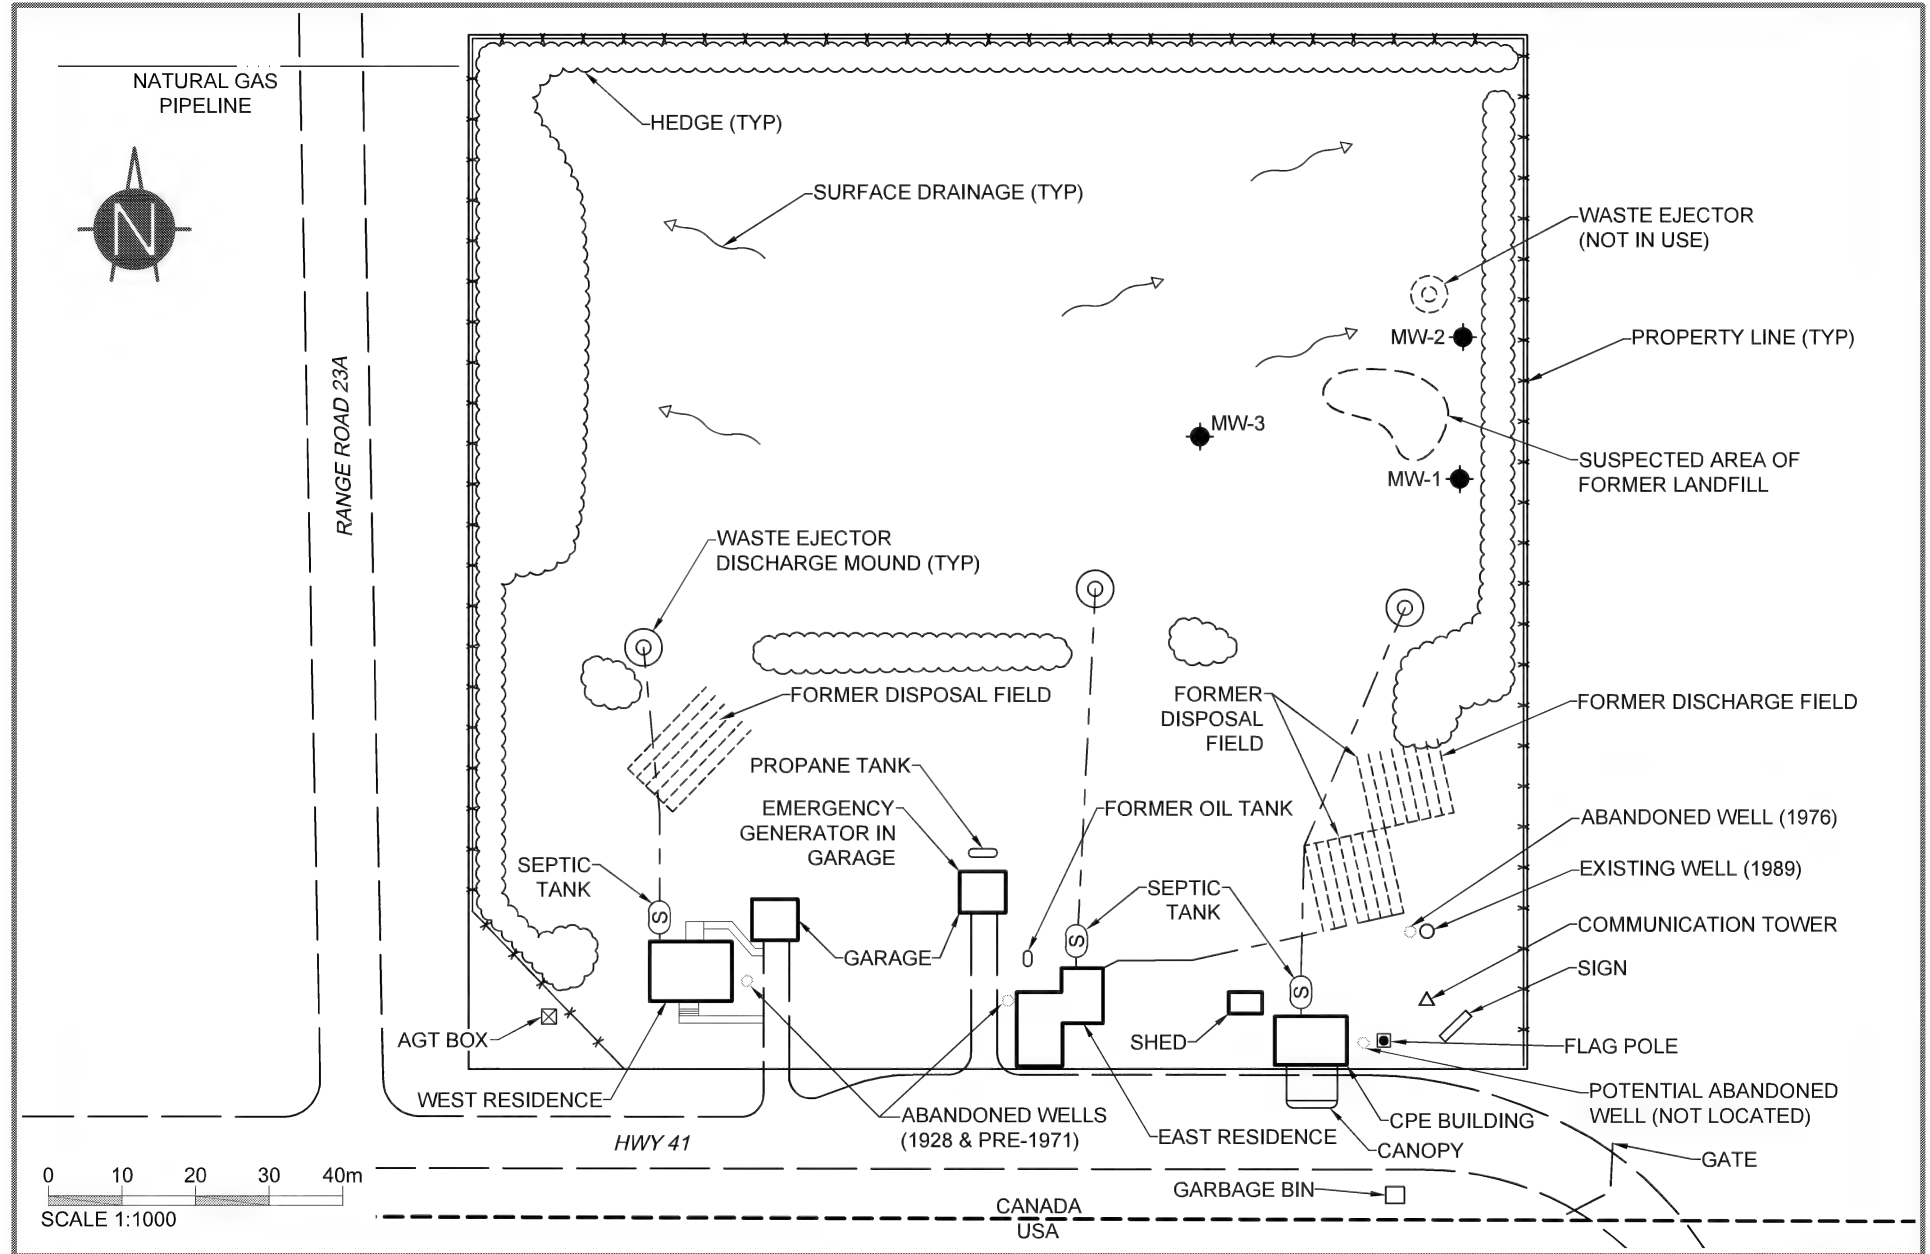 NATURAL GAS
PIPELINE
HEDGE (TYP)
N
SURFACE DRAINAGE (TYP)
WASTE EJECTOR
(NOT IN USE)
MW-2
PROPERTY LINE (TYP)
RANGE ROAD 23A
MW-3
SUSPECTED AREA OF
FORMER LANDFILL
MW-1
WASTE EJECTOR
DISCHARGE MOUND (TYP)
FORMER DISPOSAL FIELD
FORMER
DISPOSAL
FIELD
FORMER DISCHARGE FIELD
PROPANE TANK
EMERGENCY
GENERATOR IN
GARAGE
FORMER OIL TANK
ABANDONED WELL (1976)
SEPTIC
TANK
EXISTING WELL (1989)
SEPTIC
TANK
S
S
S
COMMUNICATION TOWER
GARAGE
SIGN
AGT BOX
SHED
FLAG POLE
WEST RESIDENCE
ABANDONED WELLS
(1928 & PRE-1971)
EAST RESIDENCE
CPE BUILDING
CANOPY
POTENTIAL ABANDONED
WELL (NOT LOCATED)
HWY 41
GATE
0 10 20 30 40m
SCALE 1:1000
GARBAGE BIN
CANADA
USA